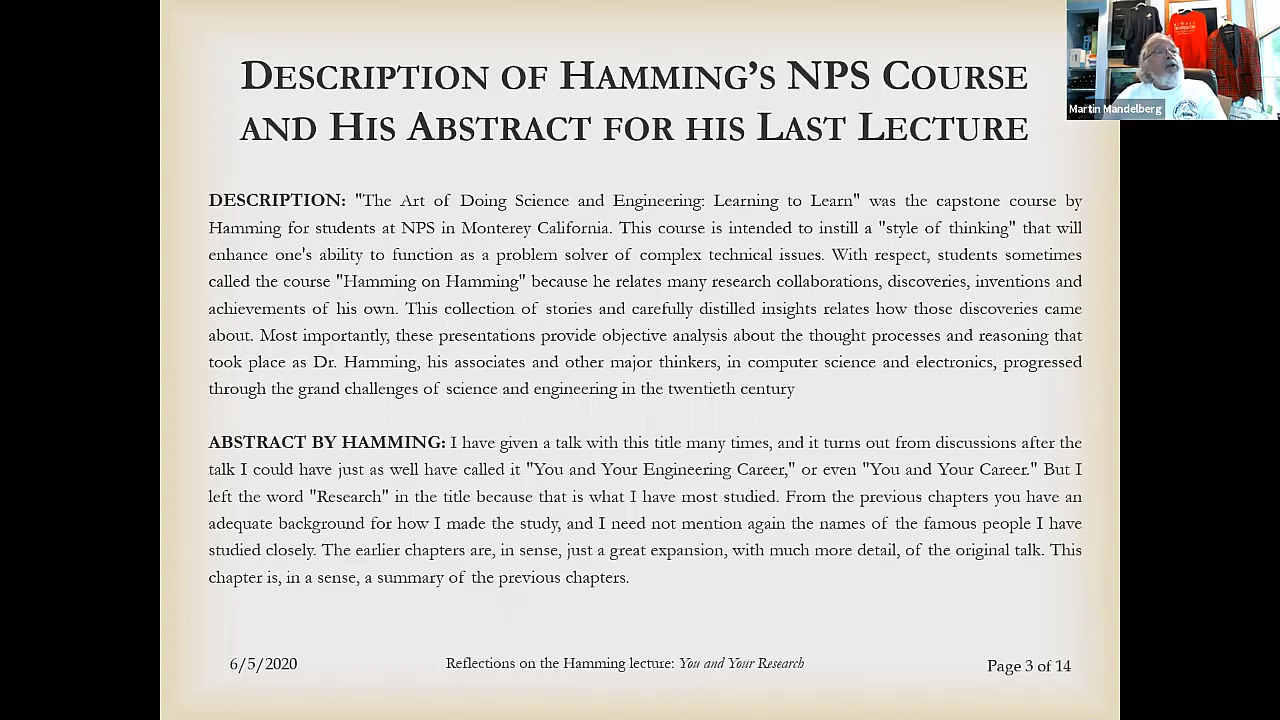 DESCRIPTION OF HAMMING'S NPS COURSE
AND HIS ABSTRACT FOR HIS LAST LECTURE
Martin Mandelberg
DESCRIPTION: "The Art of Doing Science and Engineering: Learning to Learn" was the capstone course by
Hamming for students at NPS in Monterey California. This course is intended to instill a "style of thinking" that will
enhance one's ability to function as a problem solver of complex technical issues. With respect, students sometimes
called the course "Hamming on Hamming" because he relates many research collaborations, discoveries, inventions and
achievements of his own. This collection of stories and carefully distilled insights relates how those discoveries came
about. Most importantly, these presentations provide objective analysis about the thought processes and reasoning that
took place as Dr. Hamming, his associates and other major thinkers, in computer science and electronics, progressed
through the grand challenges of science and engineering in the twentieth century
ABSTRACT BY HAMMING: I have given a talk with this title many times, and it turns out from discussions after the
talk I could have just as well have called it "You and Your Engineering Career," or even "You and Your Career." But I
left the word "Research" in the title because that is what I have most studied. From the previous chapters you have an
adequate background for how I made the study, and I need not mention again the names of the famous people I have
studied closely. The earlier chapters are, in sense, just a great expansion, with much more detail, of the original talk. This
chapter is, in a sense, a summary of the previous chapters.
6/5/2020
Reflections on the Hamming lecture: You and Your Research
Page 3 of 14